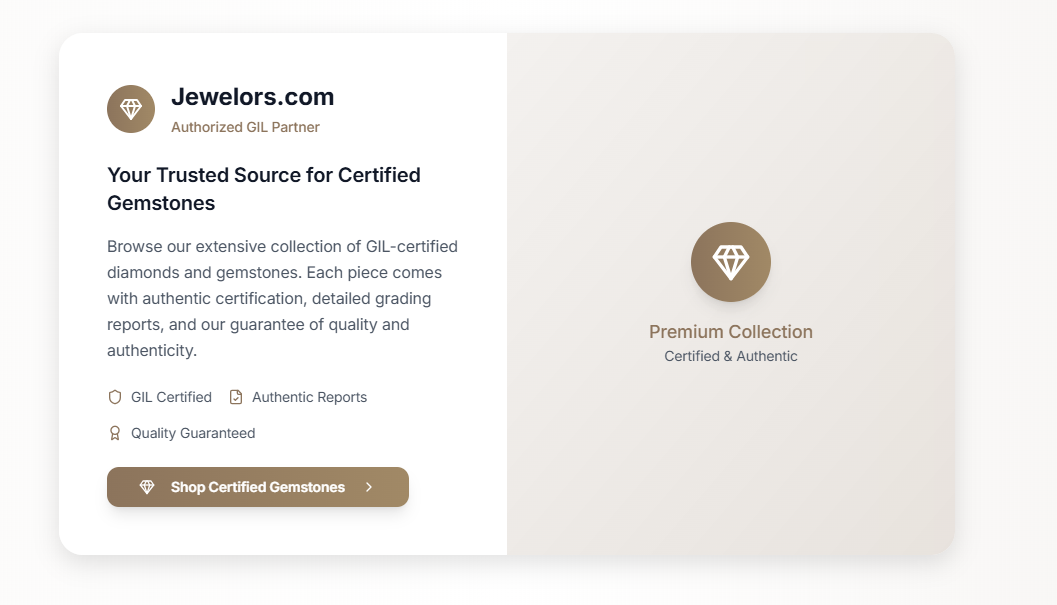 Jewelors.com
Authorized GIL Partner
Your Trusted Source for Certified
Gemstones
Browse our extensive collection of GIL-certified
diamonds and gemstones. Each piece comes
with authentic certification, detailed grading
reports, and our guarantee of quality and
authenticity.
GIL Certified
Authentic Reports
Quality Guaranteed
Shop Certified Gemstones
Premium Collection
Certified & Authentic